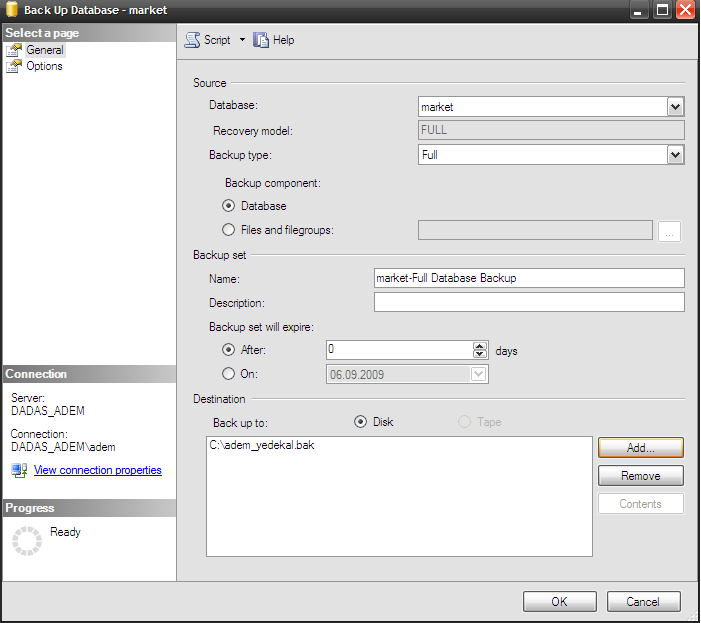 Back Up Database - market
Select a page
General
Options
Script
Help
Source
Database:
market
Recovery model:
FULL
Backup type:
Full
Backup component:
Database
Files and filegroups:
...
Backup set
Name:
market-Full Database Backup
Description:
Backup set will expire:
After:
0
days
On:
06.09.2009
Destination
Back up to:
Disk
Tape
C:\adem_yedekal.bak
Add...
Remove
Contents
Connection
Server:
DADAS_ADEM
Connection:
DADAS_ADEM\adem
View connection properties
Progress
Ready
OK
Cancel